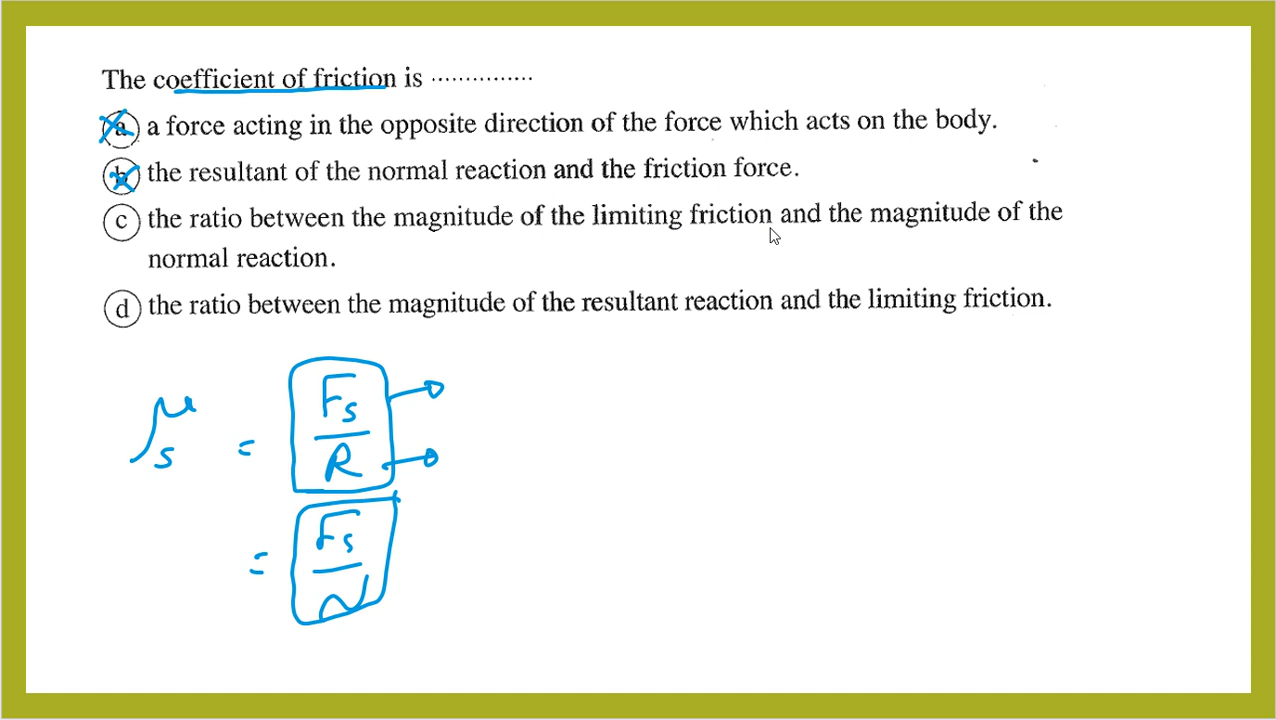 The coefficient of friction is ...............
(a) a force acting in the opposite direction of the force which acts on the body.
(b) the resultant of the normal reaction and the friction force.
(c) the ratio between the magnitude of the limiting friction and the magnitude of the
normal reaction.
(d) the ratio between the magnitude of the resultant reaction and the limiting friction.
μs = Fs/R
= Fs/N